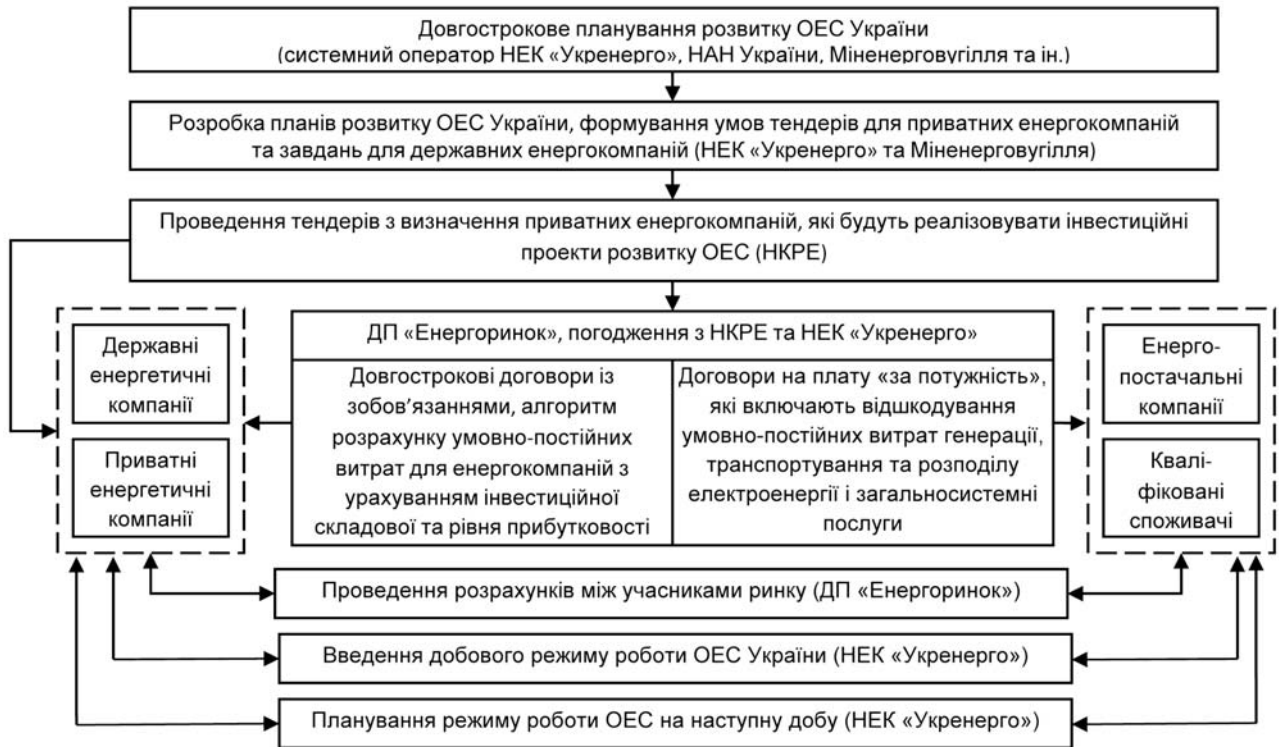 Довгострокове планування розвитку ОЕС України
(системний оператор НЕК «Укренерго», НАН України, Міненерговугілля та ін.)
Розробка планів розвитку ОЕС України, формування умов тендерів для приватних енергокомпаній
та завдань для державних енергокомпаній (НЕК «Укренерго» та Міненерговугілля)
Проведення тендерів з визначення приватних енергокомпаній, які будуть реалізовувати інвестиційні
проекти розвитку ОЕС (НКРЕ)
Державні
енергетичні
компанії
Приватні
енергетичні
компанії
ДП «Енергоринок», погодження з НКРЕ та НЕК «Укренерго»
Довгострокові договори із
зобов’язаннями, алгоритм
розрахунку умовно-постійних
витрат для енергокомпаній з
урахуванням інвестиційної
складової та рівня прибутковості
Договори на плату «за потужність»,
які включають відшкодування
умовно-постійних витрат генерації,
транспортування та розподілу
електроенергії і загальносистемні
послуги
Енерго-
постачальні
компанії
Квалі-
фіковані
споживачі
Проведення розрахунків між учасниками ринку (ДП «Енергоринок»)
Введення добового режиму роботи ОЕС України (НЕК «Укренерго»)
Планування режиму роботи ОЕС на наступну добу (НЕК «Укренерго»)